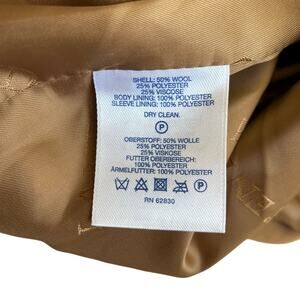 SHELL: 50% WOOL
25% POLYESTER
25% VISCOSE
BODY LINING: 100% POLYESTER
SLEEVE LINING: 100% POLYESTER
DRY CLEAN.
P
OBERSTOFF: 50% WOLLE
25% POLYESTER
25% VISKOSE
FUTTER OBERBEREICH:
100% POLYESTER
ÄRMELFUTTER: 100% POLYESTER
P
RN 62830